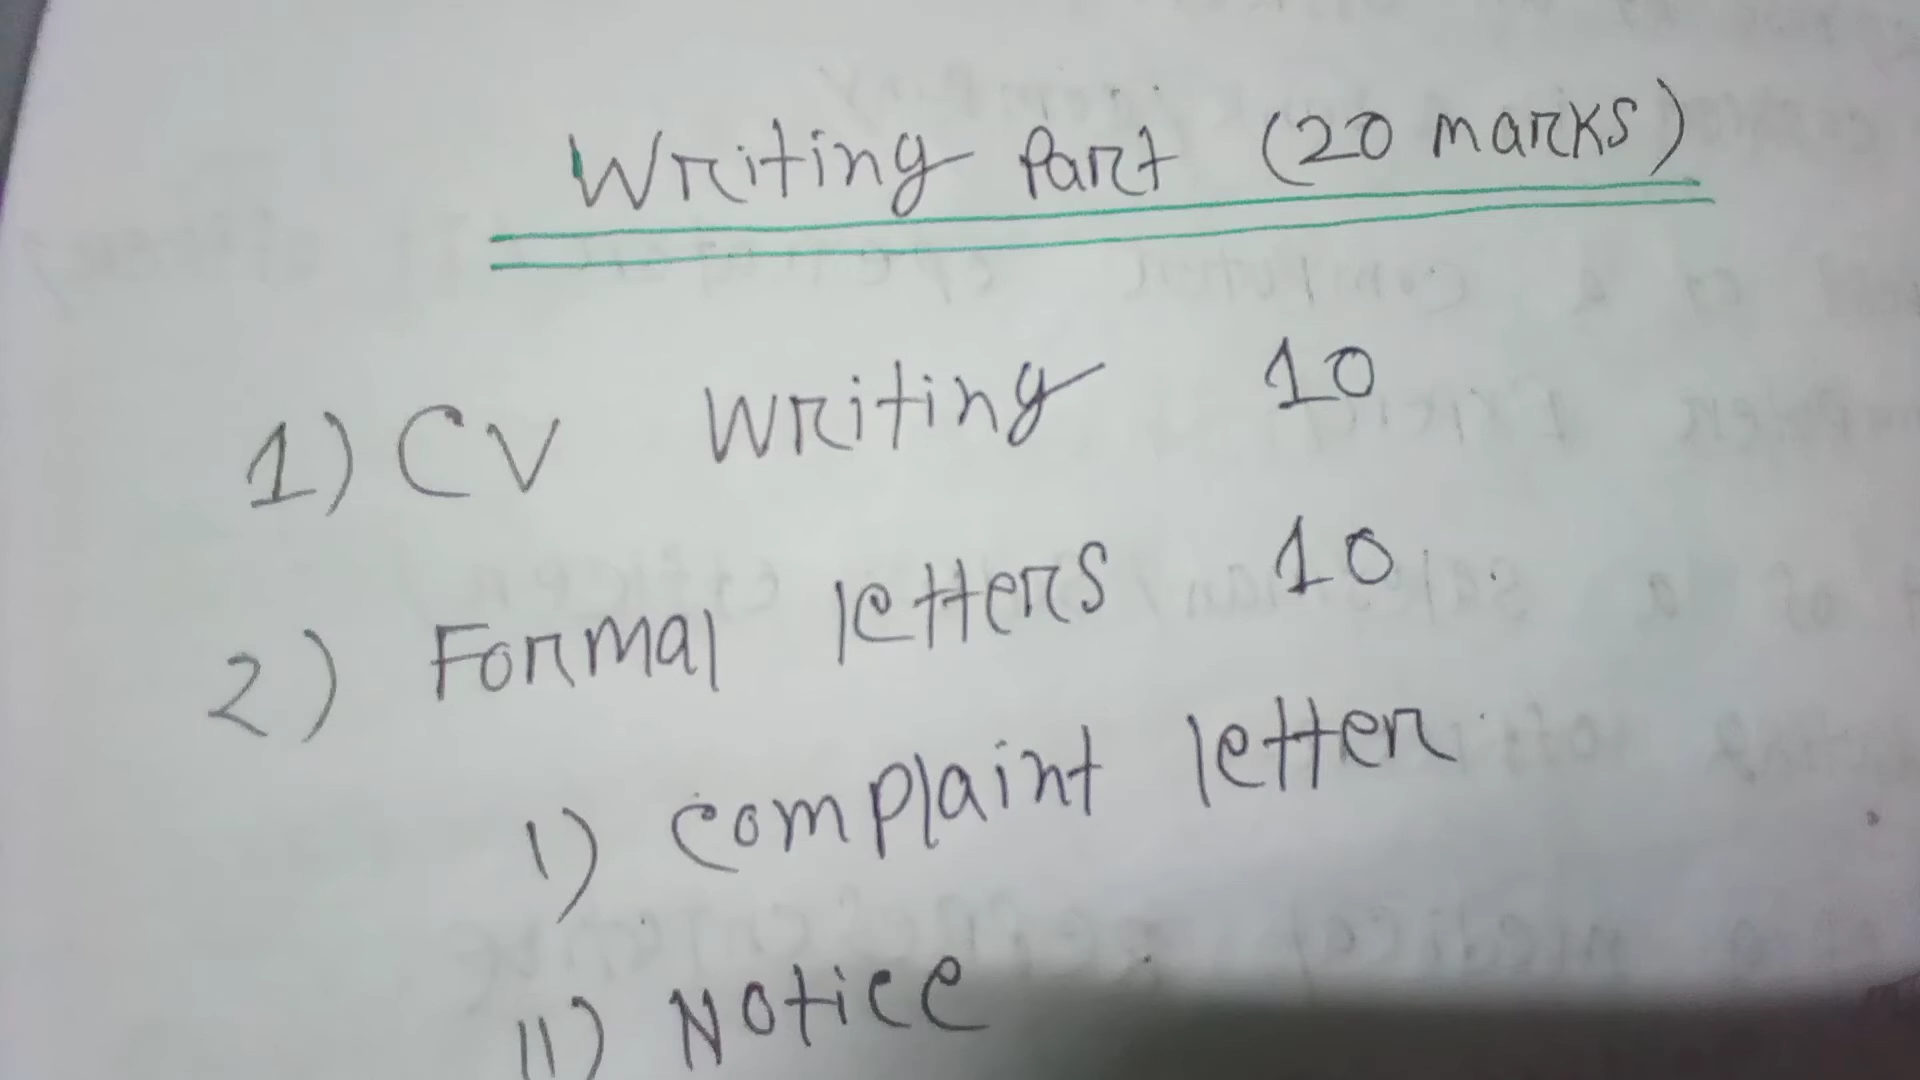 Writing Part (20 marks)
1) CV writing 10
2) Formal letters 10
I) complaint letter
II) Notice